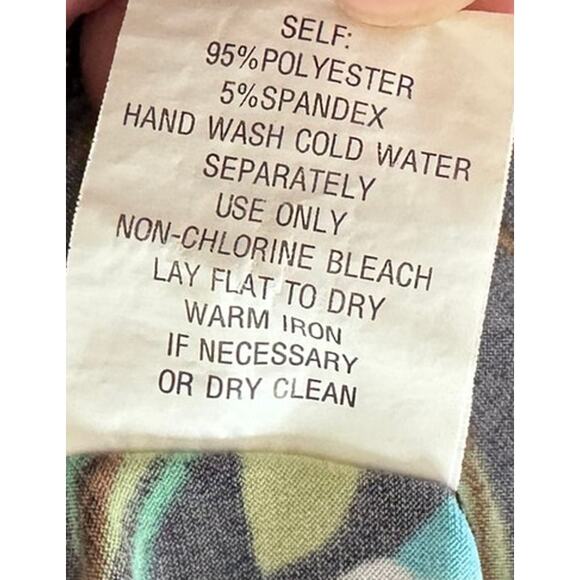 SELF:
95%POLYESTER
5%SPANDEX
HAND WASH COLD WATER
SEPARATELY
USE ONLY
NON-CHLORINE BLEACH
LAY FLAT TO DRY
WARM IRON
IF NECESSARY
OR DRY CLEAN